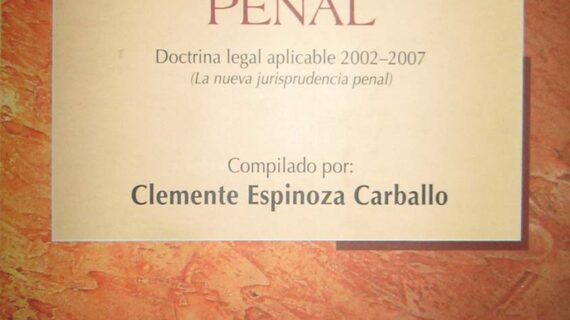 PENAL
Doctrina legal aplicable 2002–2007
(La nueva jurisprudencia penal)
Compilado por:
Clemente Espinoza Carballo